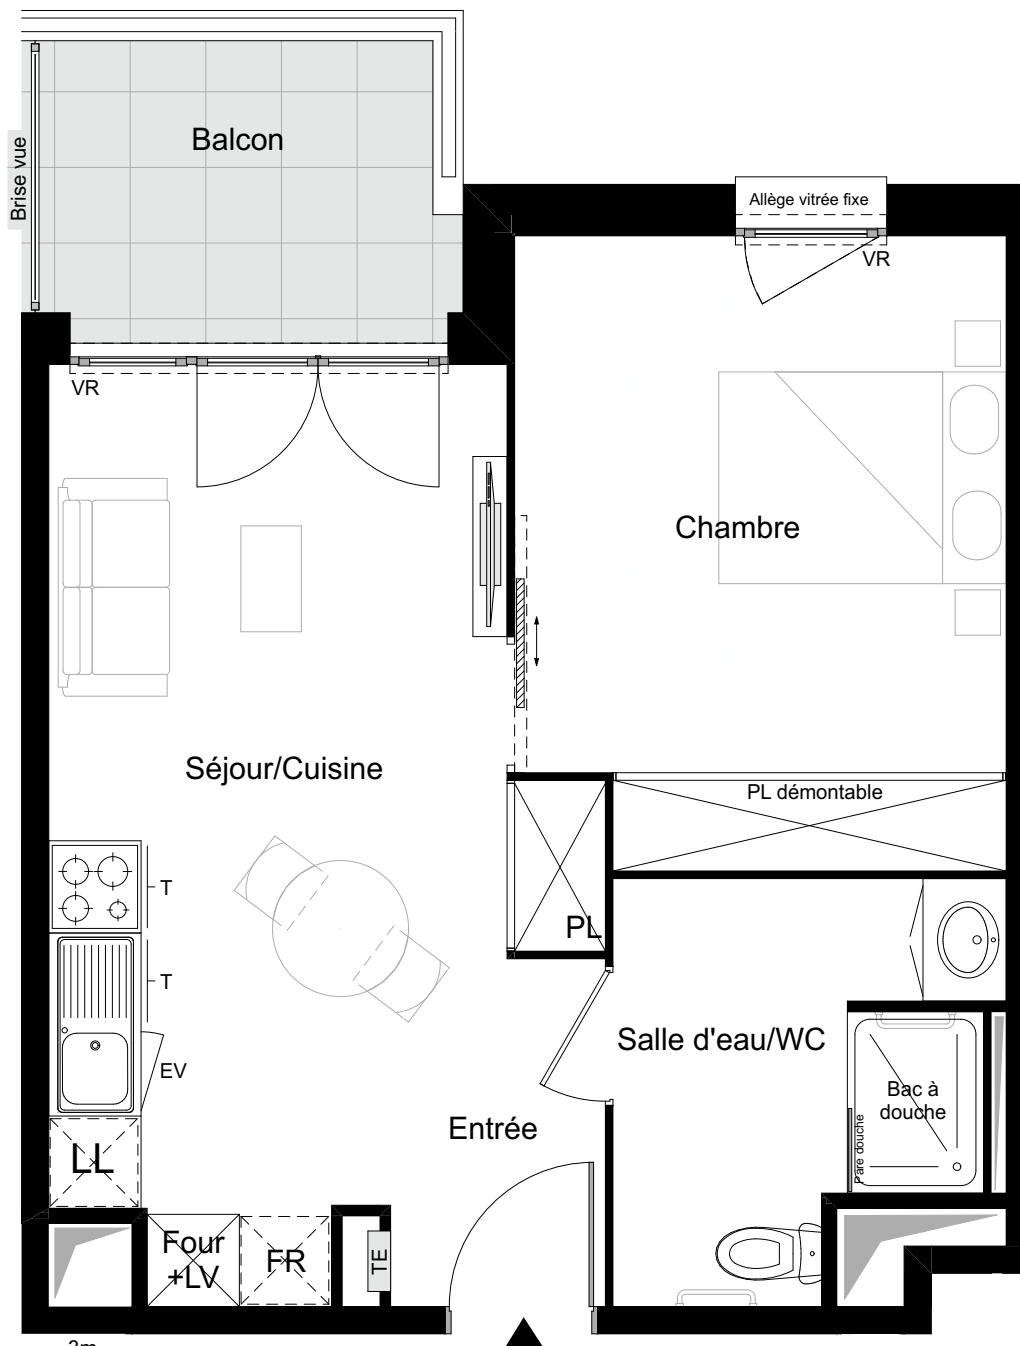 Balcon
Brise vue
Allège vitrée fixe
VR
VR
Chambre
Séjour/Cuisine
PL démontable
T
PL
T
Salle d'eau/WC
EV
Bac à
douche
Entrée
Pare douche
LL
Four
+LV
FR
TE